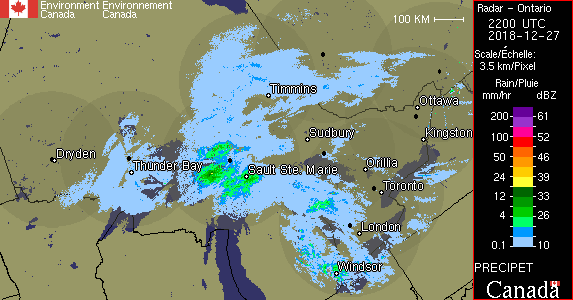 Environment Environnement
Canada Canada
100 KM
Timmins
Ottawa
Sudbury
Kingston
Dryden
Thunder Bay
Sault Ste. Marie
Orillia
Toronto
London
Windsor
Radar - Ontario
2200 UTC
2018-12-27
Scale/Échelle:
3.5 km/Pixel
Rain/Pluie
mm/hr dBZ
200 61
100 52
50 46
24 39
12 33
4 26
0.1 10
PRECIPET
Canada